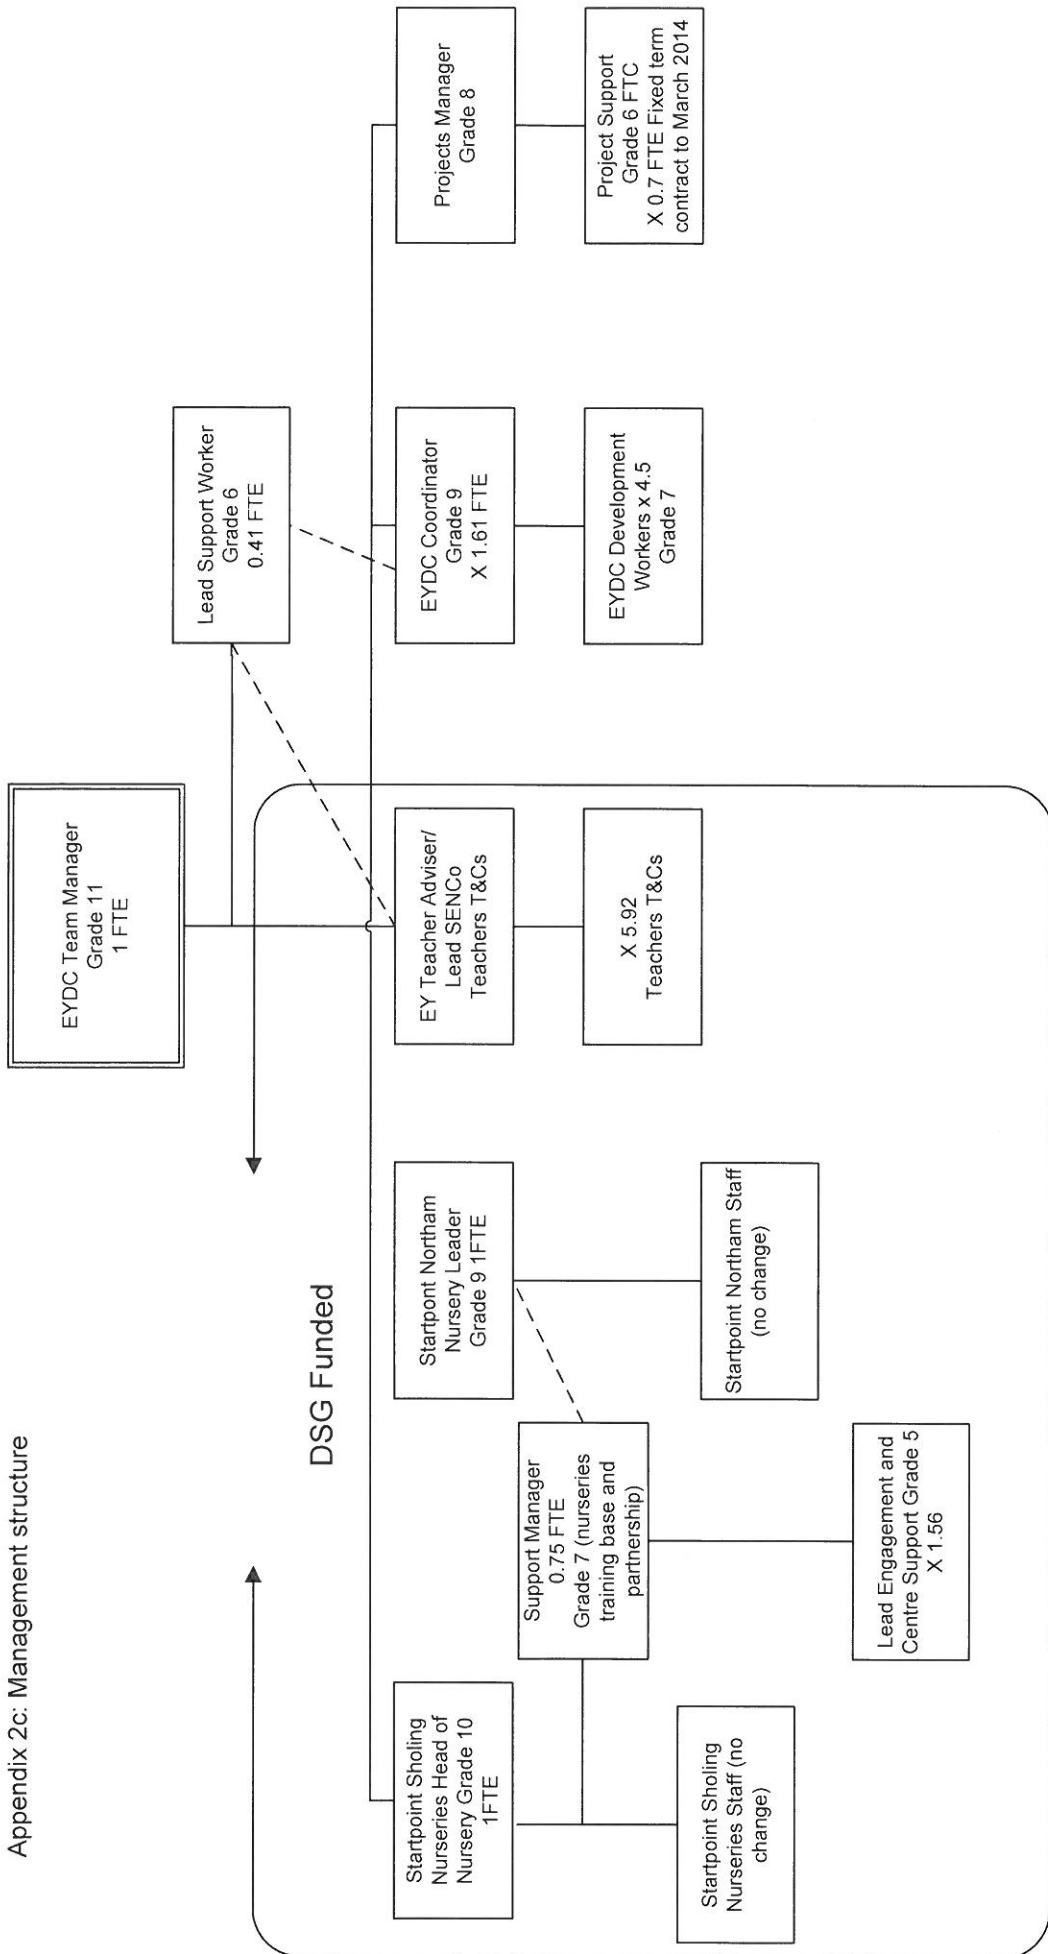 Appendix 2c: Management structure
EYDC Team Manager
Grade 11
1 FTE
Lead Support Worker
Grade 6
0.41 FTE
DSG Funded
Startpoint Sholing
Nurseries Head of
Nursery Grade 10
1FTE
Startpont Northam
Nursery Leader
Grade 9 1FTE
EY Teacher Adviser/
Lead SENCo
Teachers T&Cs
EYDC Coordinator
Grade 9
X 1.61 FTE
Projects Manager
Grade 8
Support Manager
0.75 FTE
Grade 7 (nurseries
training base and
partnership)
X 5.92
Teachers T&Cs
EYDC Development
Workers x 4.5
Grade 7
Project Support
Grade 6 FTC
X 0.7 FTE Fixed term
contract to March 2014
Startpoint Sholing
Nurseries Staff (no
change)
Startpoint Northam Staff
(no change)
Lead Engagement and
Centre Support Grade 5
X 1.56